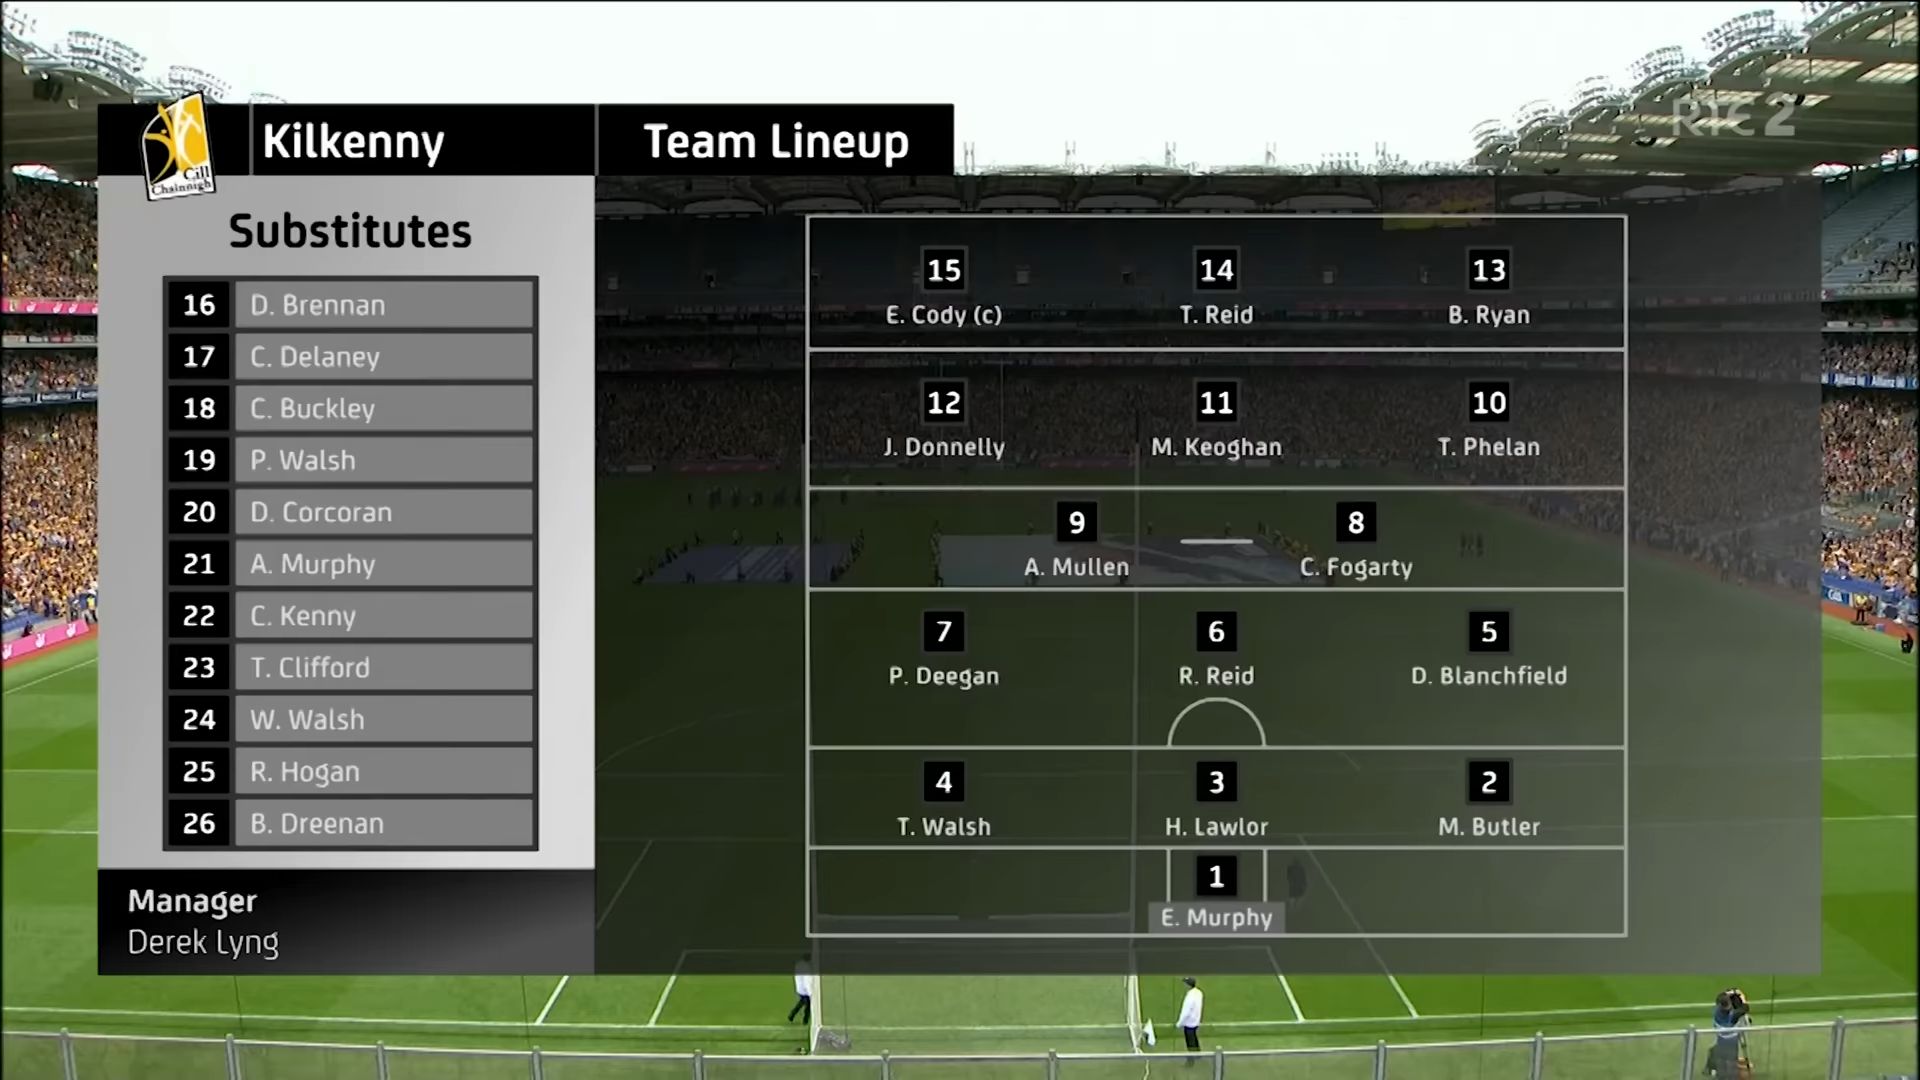 Kilkenny
Team Lineup
RTÉ 2
Cill
Chainnigh
Substitutes
16 D. Brennan
17 C. Delaney
18 C. Buckley
19 P. Walsh
20 D. Corcoran
21 A. Murphy
22 C. Kenny
23 T. Clifford
24 W. Walsh
25 R. Hogan
26 B. Dreenan
Manager
Derek Lyng
15 14 13
E. Cody (c) T. Reid B. Ryan
12 11 10
J. Donnelly M. Keoghan T. Phelan
9 8
A. Mullen C. Fogarty
7 6 5
P. Deegan R. Reid D. Blanchfield
4 3 2
T. Walsh H. Lawlor M. Butler
1
E. Murphy